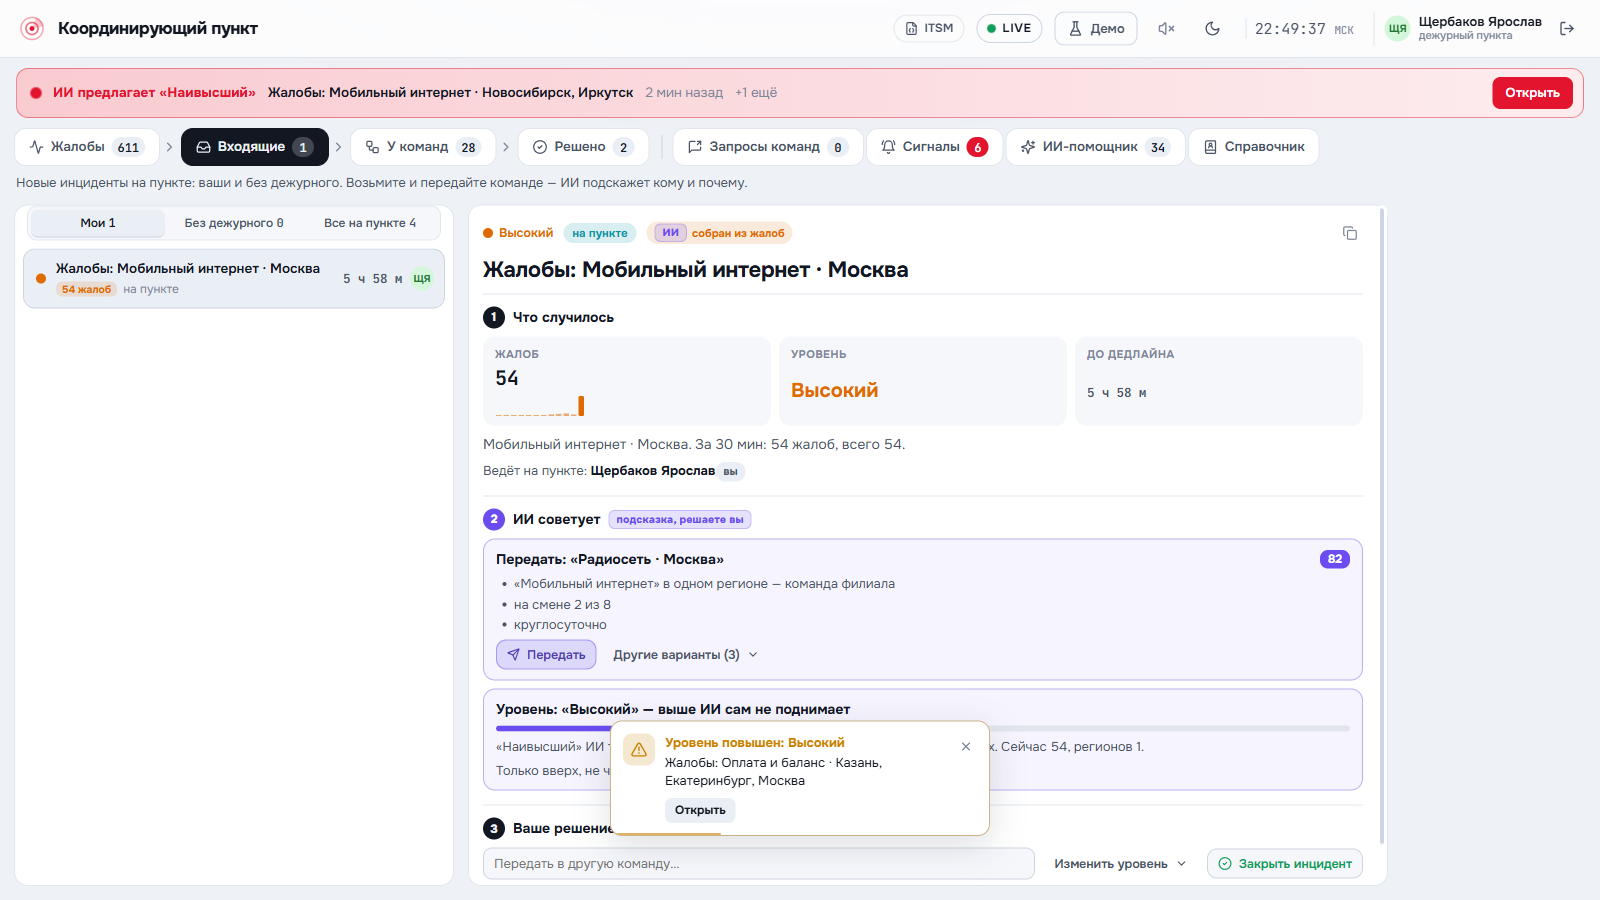 Координирующий пункт
ITSM
LIVE
Демо
22:49:37 МСК
ЩЯ
Щербаков Ярослав
дежурный пункта
ИИ предлагает «Наивысший» Жалобы: Мобильный интернет · Новосибирск, Иркутск 2 мин назад +1 ещё
Открыть
Жалобы 611
Входящие 1
У команд 28
Решено 2
Запросы команд 0
Сигналы 6
ИИ-помощник 34
Справочник
Новые инциденты на пункте: ваши и без дежурного. Возьмите и передайте команде — ИИ подскажет кому и почему.
Мои 1
Без дежурного 0
Все на пункте 4
Жалобы: Мобильный интернет · Москва
54 жалоб на пункте
5 ч 58 м ЩЯ
Высокий на пункте ИИ собран из жалоб
Жалобы: Мобильный интернет · Москва
1 Что случилось
ЖАЛОБ
54
УРОВЕНЬ
Высокий
ДО ДЕДЛАЙНА
5 ч 58 м
Мобильный интернет · Москва. За 30 мин: 54 жалоб, всего 54.
Ведёт на пункте: Щербаков Ярослав вы
2 ИИ советует подсказка, решаете вы
Передать: «Радиосеть · Москва» 82
• «Мобильный интернет» в одном регионе — команда филиала
• на смене 2 из 8
• круглосуточно
Передать
Другие варианты (3)
Уровень: «Высокий» — выше ИИ сам не поднимает
«Наивысший» ИИ
х. Сейчас 54, регионов 1.
Только вверх, не
Уровень повышен: Высокий
Жалобы: Оплата и баланс · Казань,
Екатеринбург, Москва
Открыть
3 Ваше решение
Передать в другую команду...
Изменить уровень
Закрыть инцидент